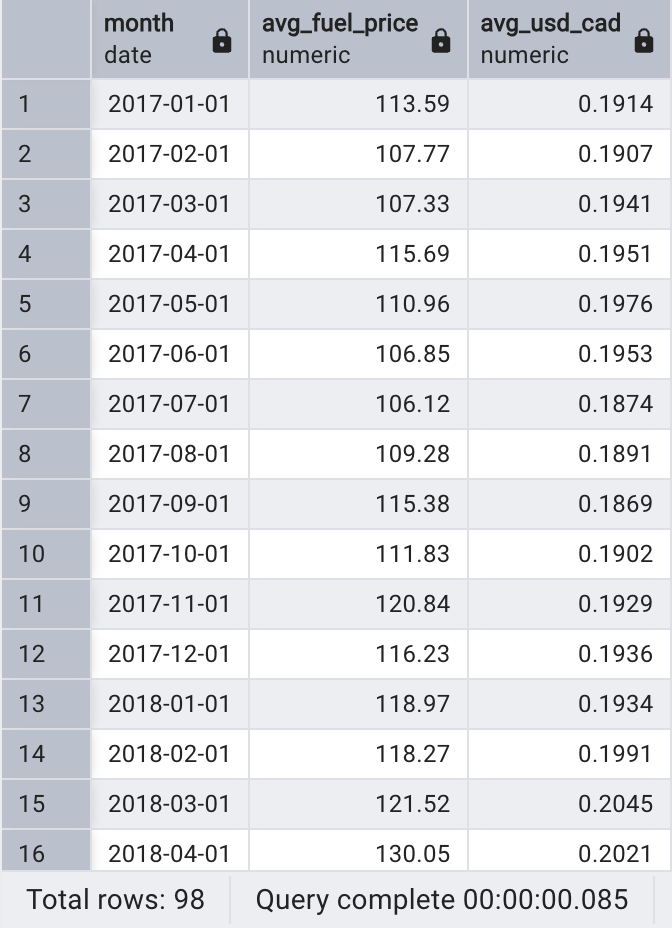 month avg_fuel_price avg_usd_cad
date numeric numeric
1 2017-01-01 113.59 0.1914
2 2017-02-01 107.77 0.1907
3 2017-03-01 107.33 0.1941
4 2017-04-01 115.69 0.1951
5 2017-05-01 110.96 0.1976
6 2017-06-01 106.85 0.1953
7 2017-07-01 106.12 0.1874
8 2017-08-01 109.28 0.1891
9 2017-09-01 115.38 0.1869
10 2017-10-01 111.83 0.1902
11 2017-11-01 120.84 0.1929
12 2017-12-01 116.23 0.1936
13 2018-01-01 118.97 0.1934
14 2018-02-01 118.27 0.1991
15 2018-03-01 121.52 0.2045
16 2018-04-01 130.05 0.2021
Total rows: 98 Query complete 00:00:00.085